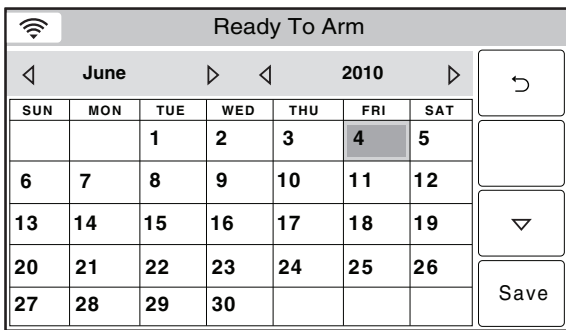 Ready To Arm
June 2010
SUN MON TUE WED THU FRI SAT
1 2 3 4 5
6 7 8 9 10 11 12
13 14 15 16 17 18 19
20 21 22 23 24 25 26
27 28 29 30
Save